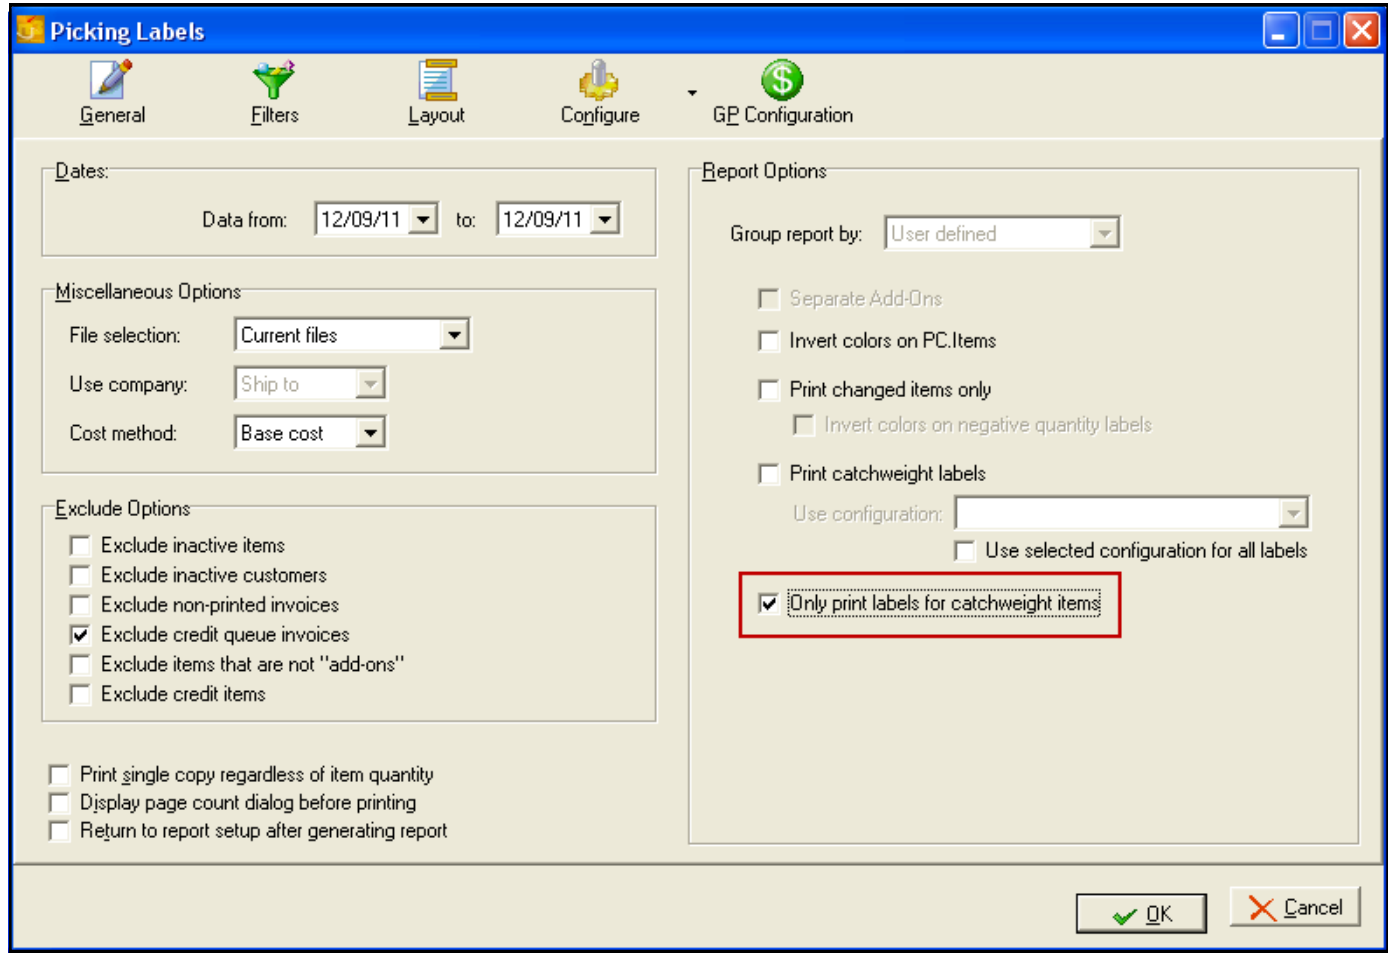 Picking Labels
General
Filters
Layout
Configure
GP Configuration
Dates:
Data from: 12/09/11 to: 12/09/11
Miscellaneous Options
File selection: Current files
Use company: Ship to
Cost method: Base cost
Exclude Options
Exclude inactive items
Exclude inactive customers
Exclude non-printed invoices
Exclude credit queue invoices
Exclude items that are not "add-ons"
Exclude credit items
Print single copy regardless of item quantity
Display page count dialog before printing
Return to report setup after generating report
Report Options
Group report by: User defined
Separate Add-Ons
Invert colors on PC.Items
Print changed items only
Invert colors on negative quantity labels
Print catchweight labels
Use configuration:
Use selected configuration for all labels
Only print labels for catchweight items
OK
Cancel